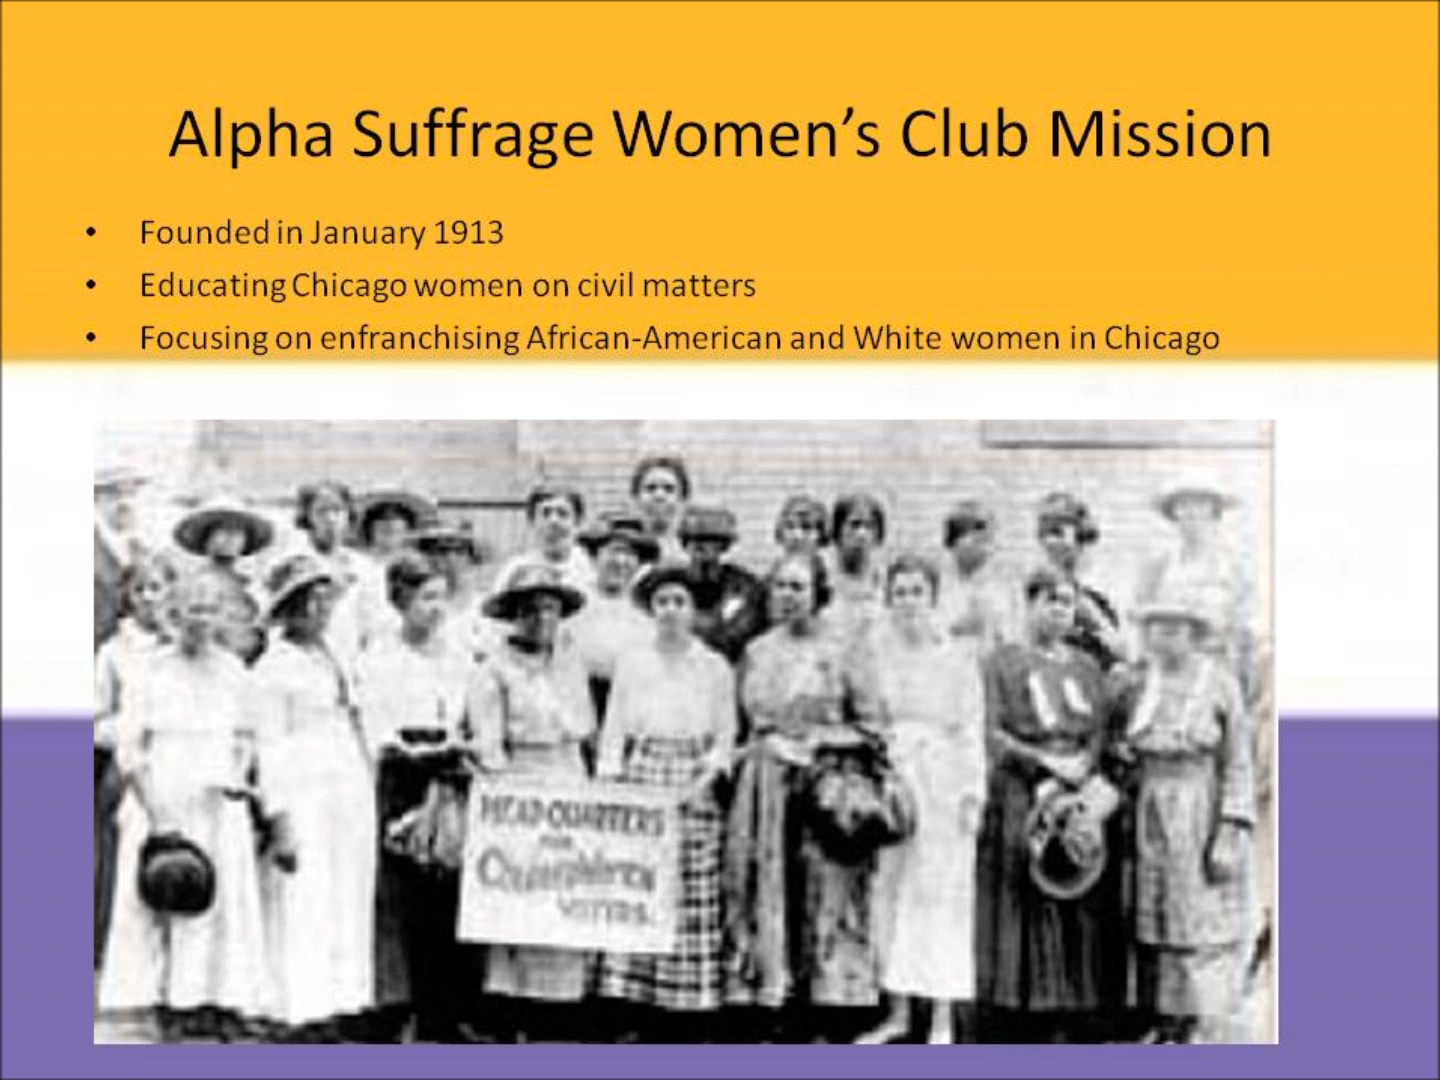 Alpha Suffrage Women’s Club Mission
• Founded in January 1913
• Educating Chicago women on civil matters
• Focusing on enfranchising African-American and White women in Chicago
HEADQUARTERS
FOR
VOTERS.